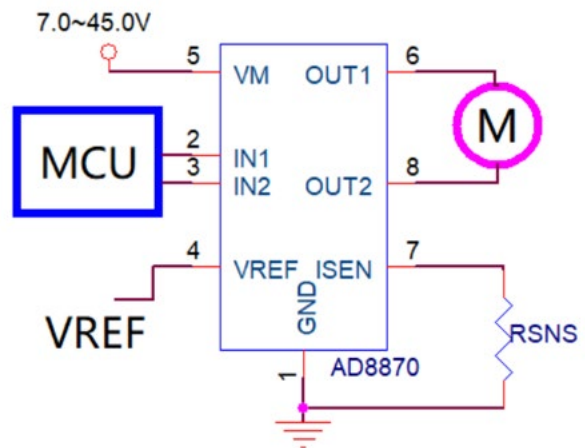 7.0~45.0V
5
VM
OUT1
6
M
MCU
2
IN1
3
IN2
OUT2
8
4
VREF
ISEN
7
VREF
GND
RSNS
1
AD8870